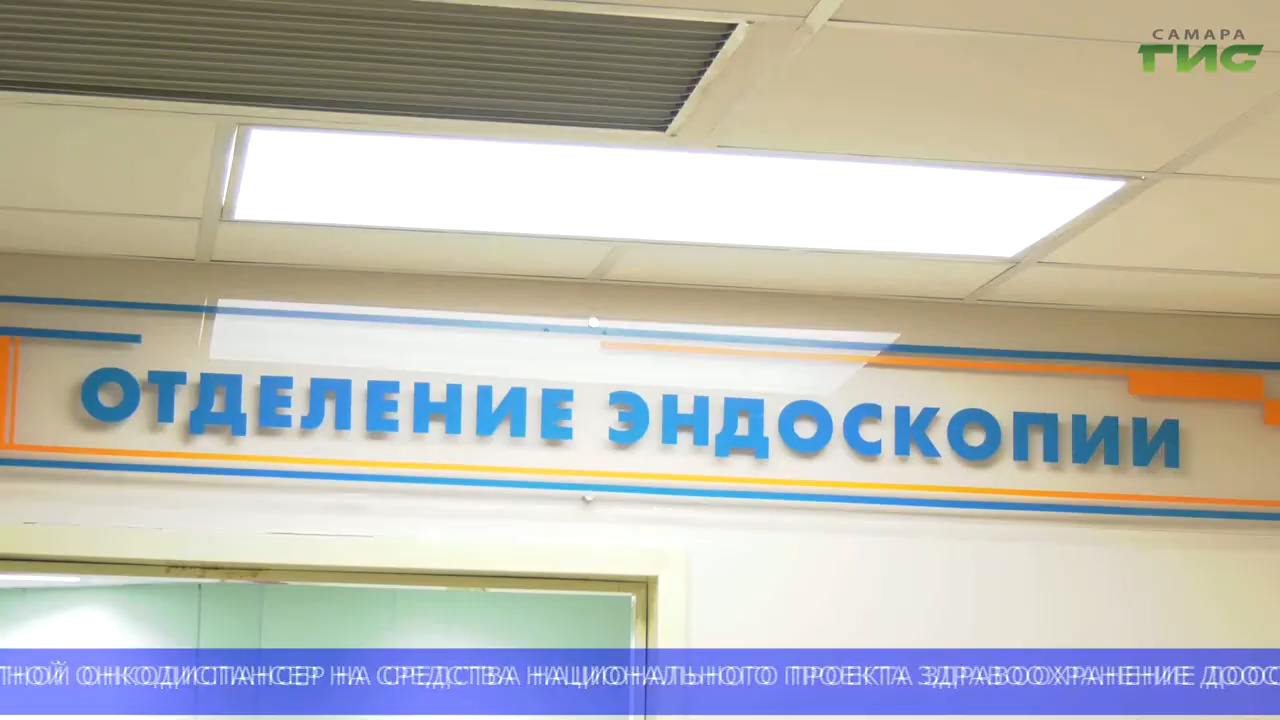 САМАРА
ГИС
ОТДЕЛЕНИЕ ЭНДОСКОПИИ
ОНКОДИСПАНСЕР НА СРЕДСТВА НАЦИОНАЛЬНОГО ПРОЕКТА ЗДРАВООХРАНЕНИЕ